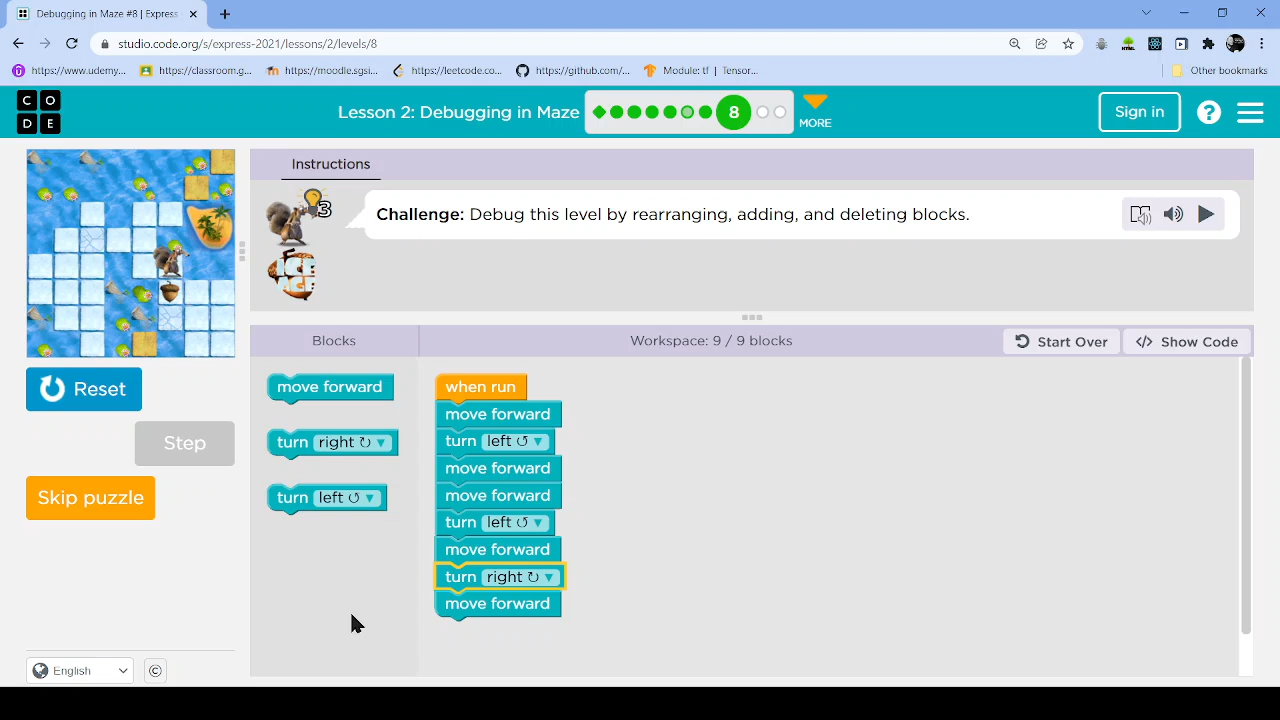 Debugging in Maze #8 | Express
studio.code.org/s/express-2021/lessons/2/levels/8
https://www.udemy... https://classroom.g... https://moodle.sgsi... https://leetcode.co... https://github.com/... Module: tf | Tensor... Other bookmarks
C O
D E
Lesson 2: Debugging in Maze
8
MORE
Sign in
?
Instructions
3
Challenge: Debug this level by rearranging, adding, and deleting blocks.
ICE
AGE
Blocks
Workspace: 9 / 9 blocks
Start Over
</> Show Code
Reset
Step
Skip puzzle
move forward
turn right ↻ ▼
turn left ↺ ▼
when run
move forward
turn left ↺ ▼
move forward
move forward
turn left ↺ ▼
move forward
turn right ↻ ▼
move forward
English
©